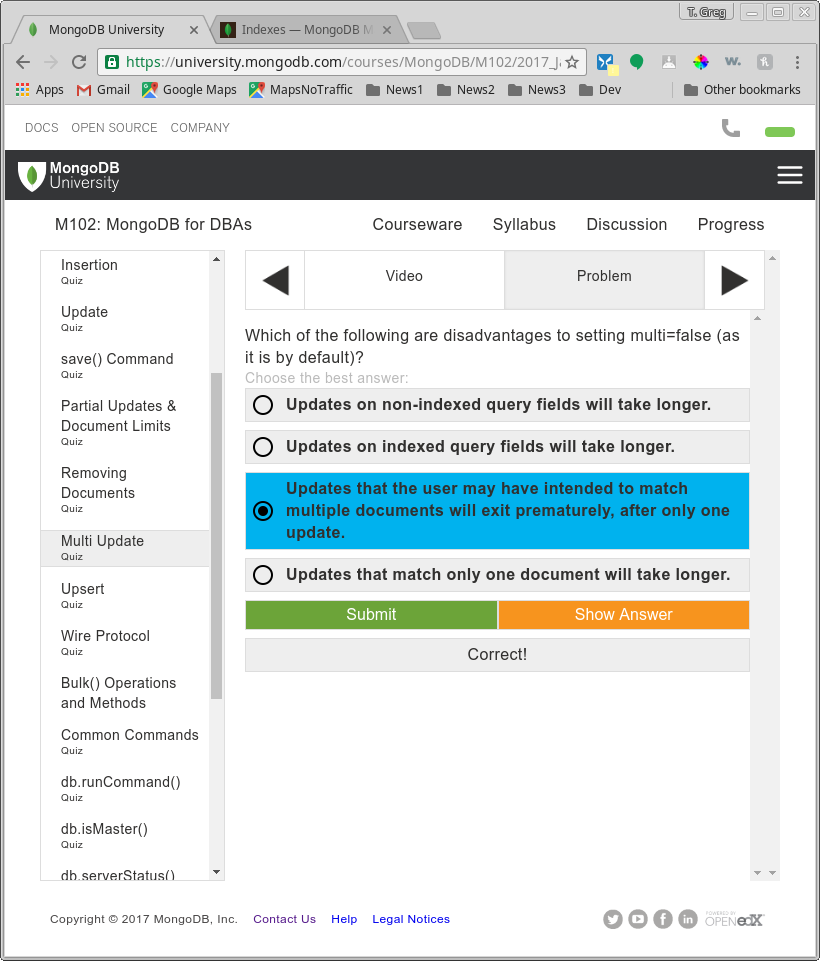 T. Greg
MongoDB University
Indexes — MongoDB M
https://university.mongodb.com/courses/MongoDB/M102/2017_J
Apps
Gmail
Google Maps
MapsNoTraffic
News1
News2
News3
Dev
Other bookmarks
DOCS OPEN SOURCE COMPANY
MongoDB
University
M102: MongoDB for DBAs
Courseware Syllabus Discussion Progress
Insertion
Quiz
Update
Quiz
save() Command
Quiz
Partial Updates &
Document Limits
Quiz
Removing
Documents
Quiz
Multi Update
Quiz
Upsert
Quiz
Wire Protocol
Quiz
Bulk() Operations
and Methods
Common Commands
Quiz
db.runCommand()
Quiz
db.isMaster()
Quiz
db.serverStatus()
Video
Problem
Which of the following are disadvantages to setting multi=false (as
it is by default)?
Choose the best answer:
Updates on non-indexed query fields will take longer.
Updates on indexed query fields will take longer.
Updates that the user may have intended to match
multiple documents will exit prematurely, after only one
update.
Updates that match only one document will take longer.
Submit
Show Answer
Correct!
Copyright © 2017 MongoDB, Inc. Contact Us Help Legal Notices
POWERED BY
OPEN edX